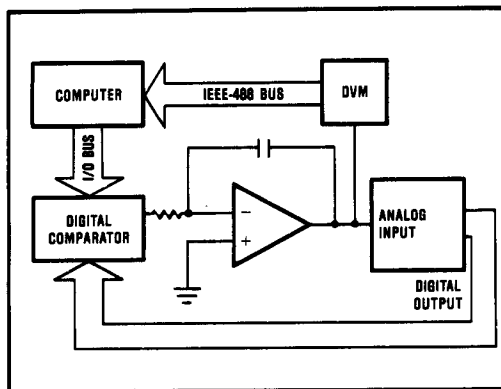 COMPUTER
IEEE-488 BUS
DVM
I/O BUS
DIGITAL
COMPARATOR
−
+
ANALOG
INPUT
DIGITAL
OUTPUT